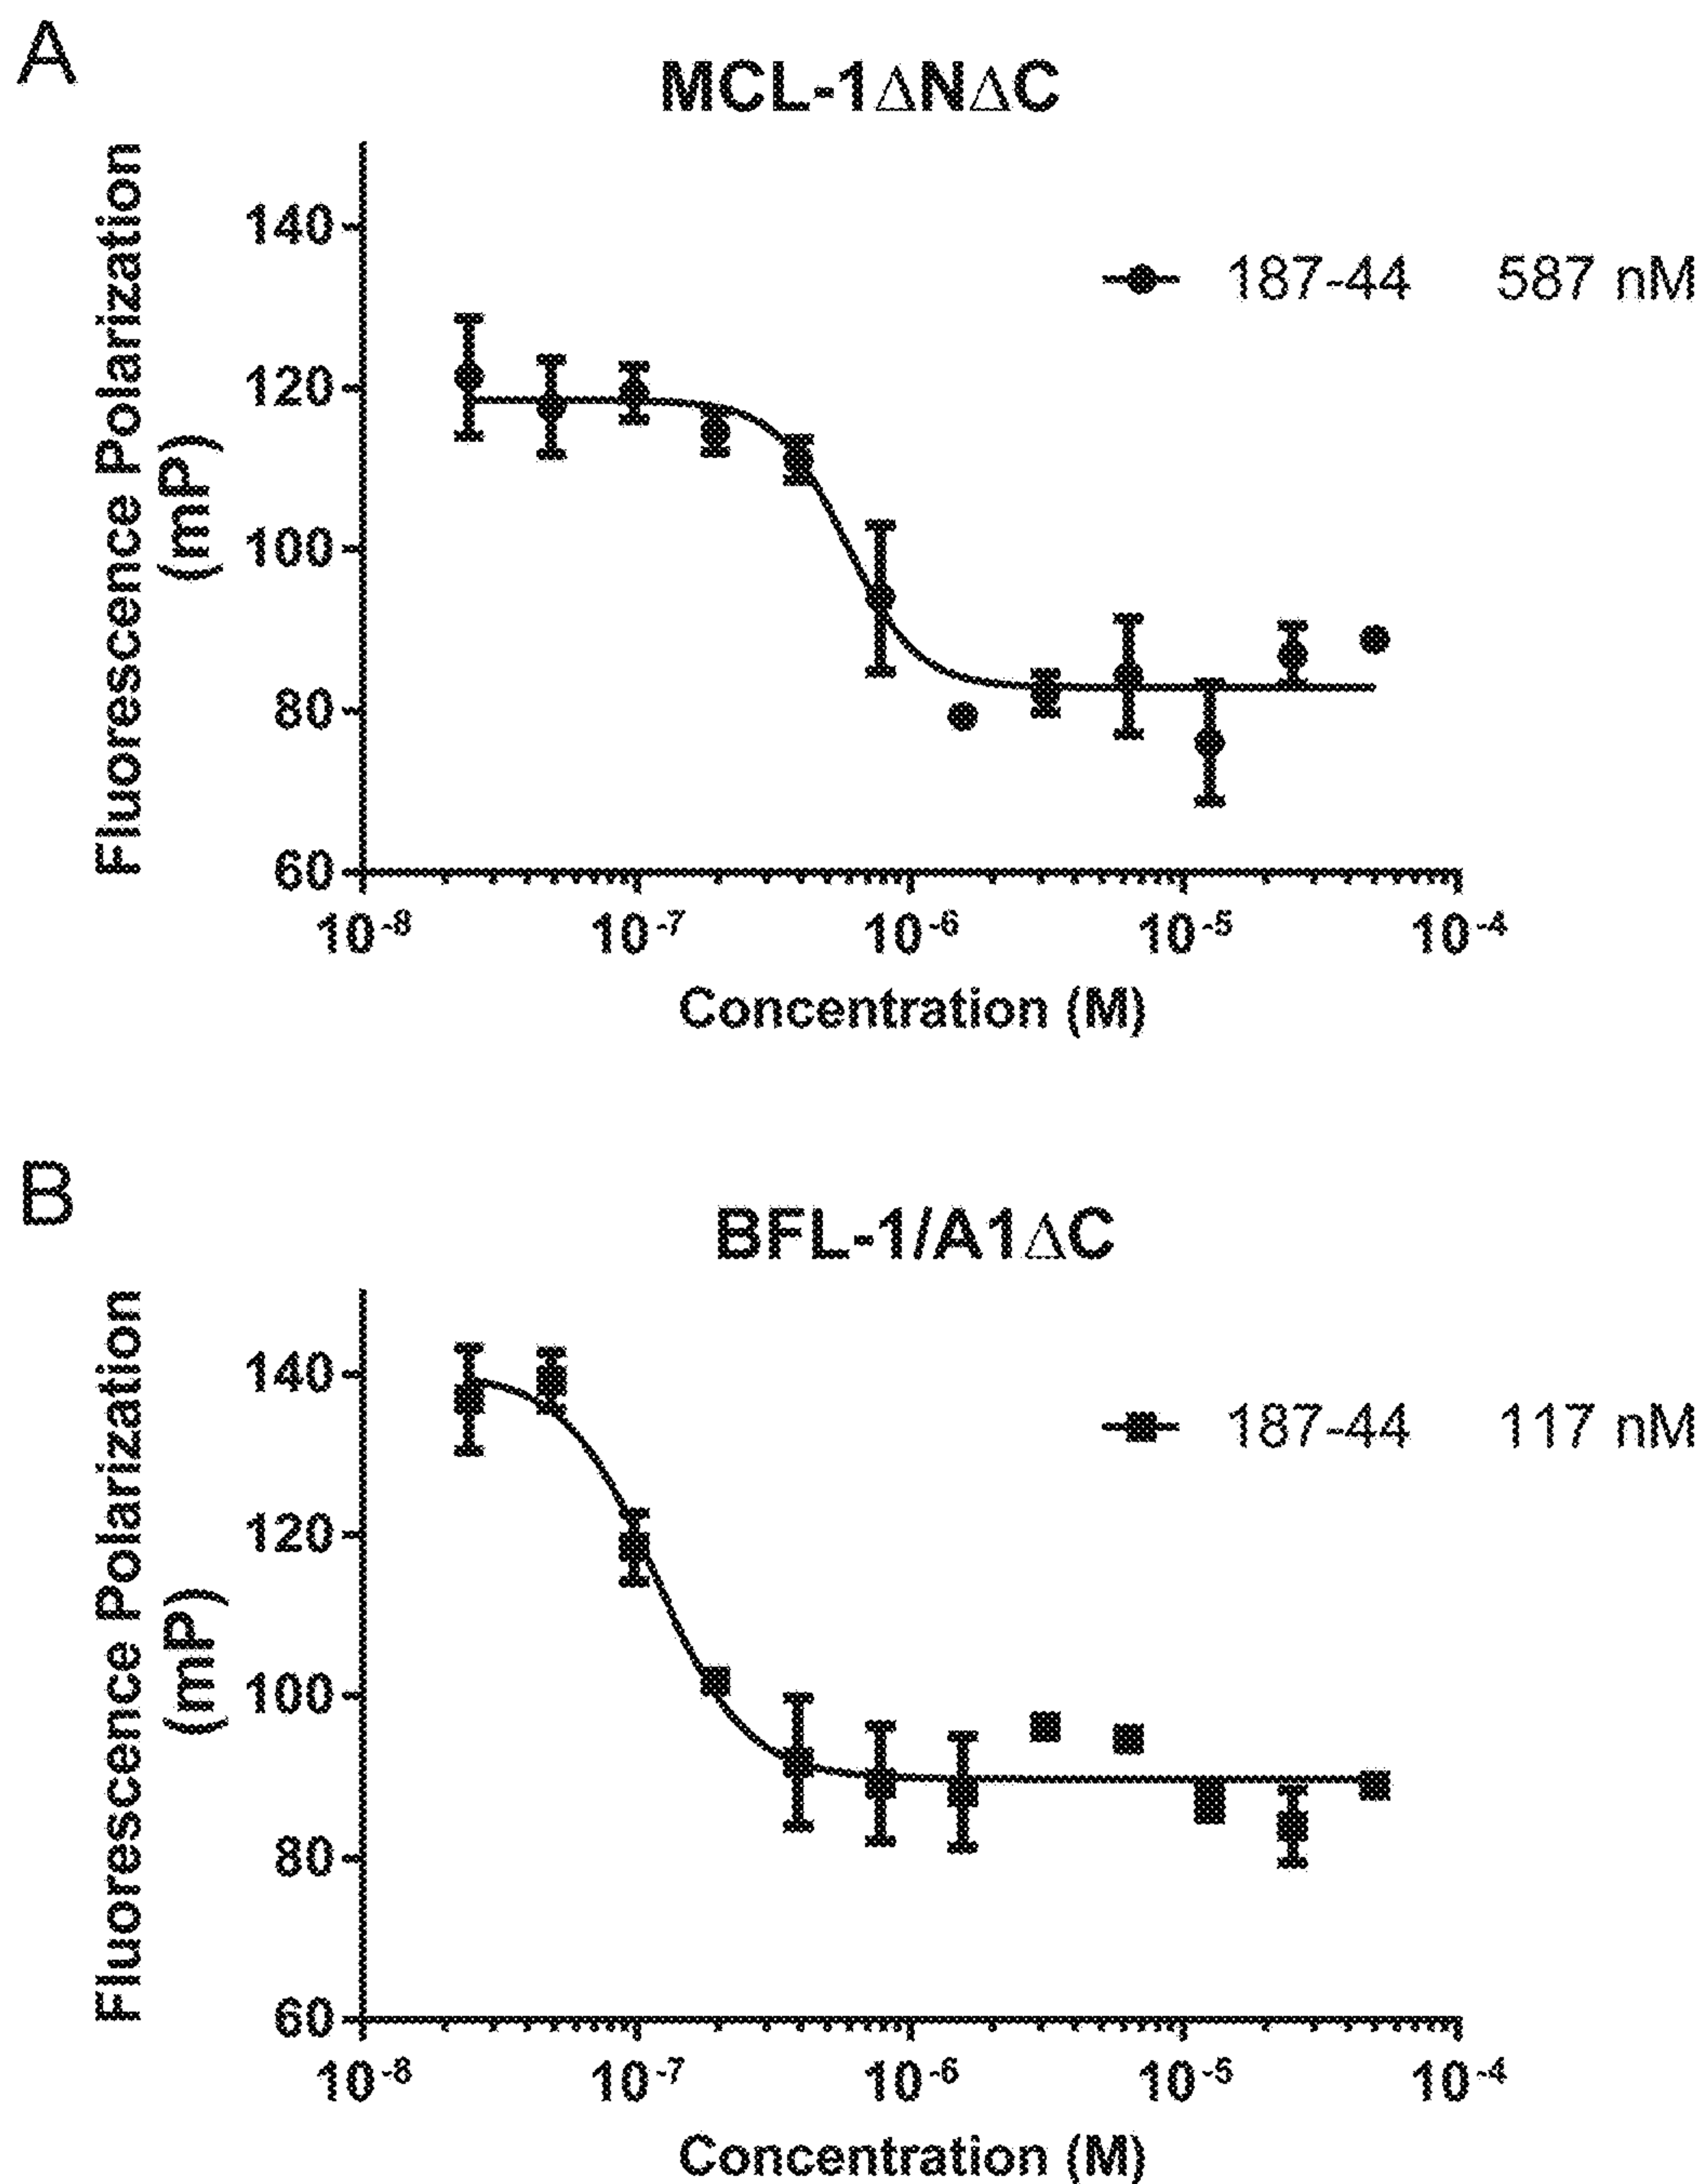 A
MCL-1ΔNΔC
Fluorescence Polarization
(mP)
140
120
100
80
60
187-44 587 nM
10-8 10-7 10-6 10-5 10-4
Concentration (M)
B
BFL-1/A1ΔC
Fluorescence Polarization
(mP)
140
120
100
80
60
187-44 117 nM
10-8 10-7 10-6 10-5 10-4
Concentration (M)